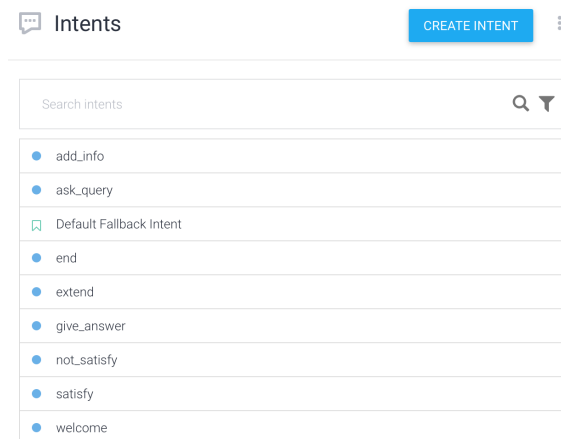 Intents
CREATE INTENT
Search intents
add_info
ask_query
Default Fallback Intent
end
extend
give_answer
not_satisfy
satisfy
welcome